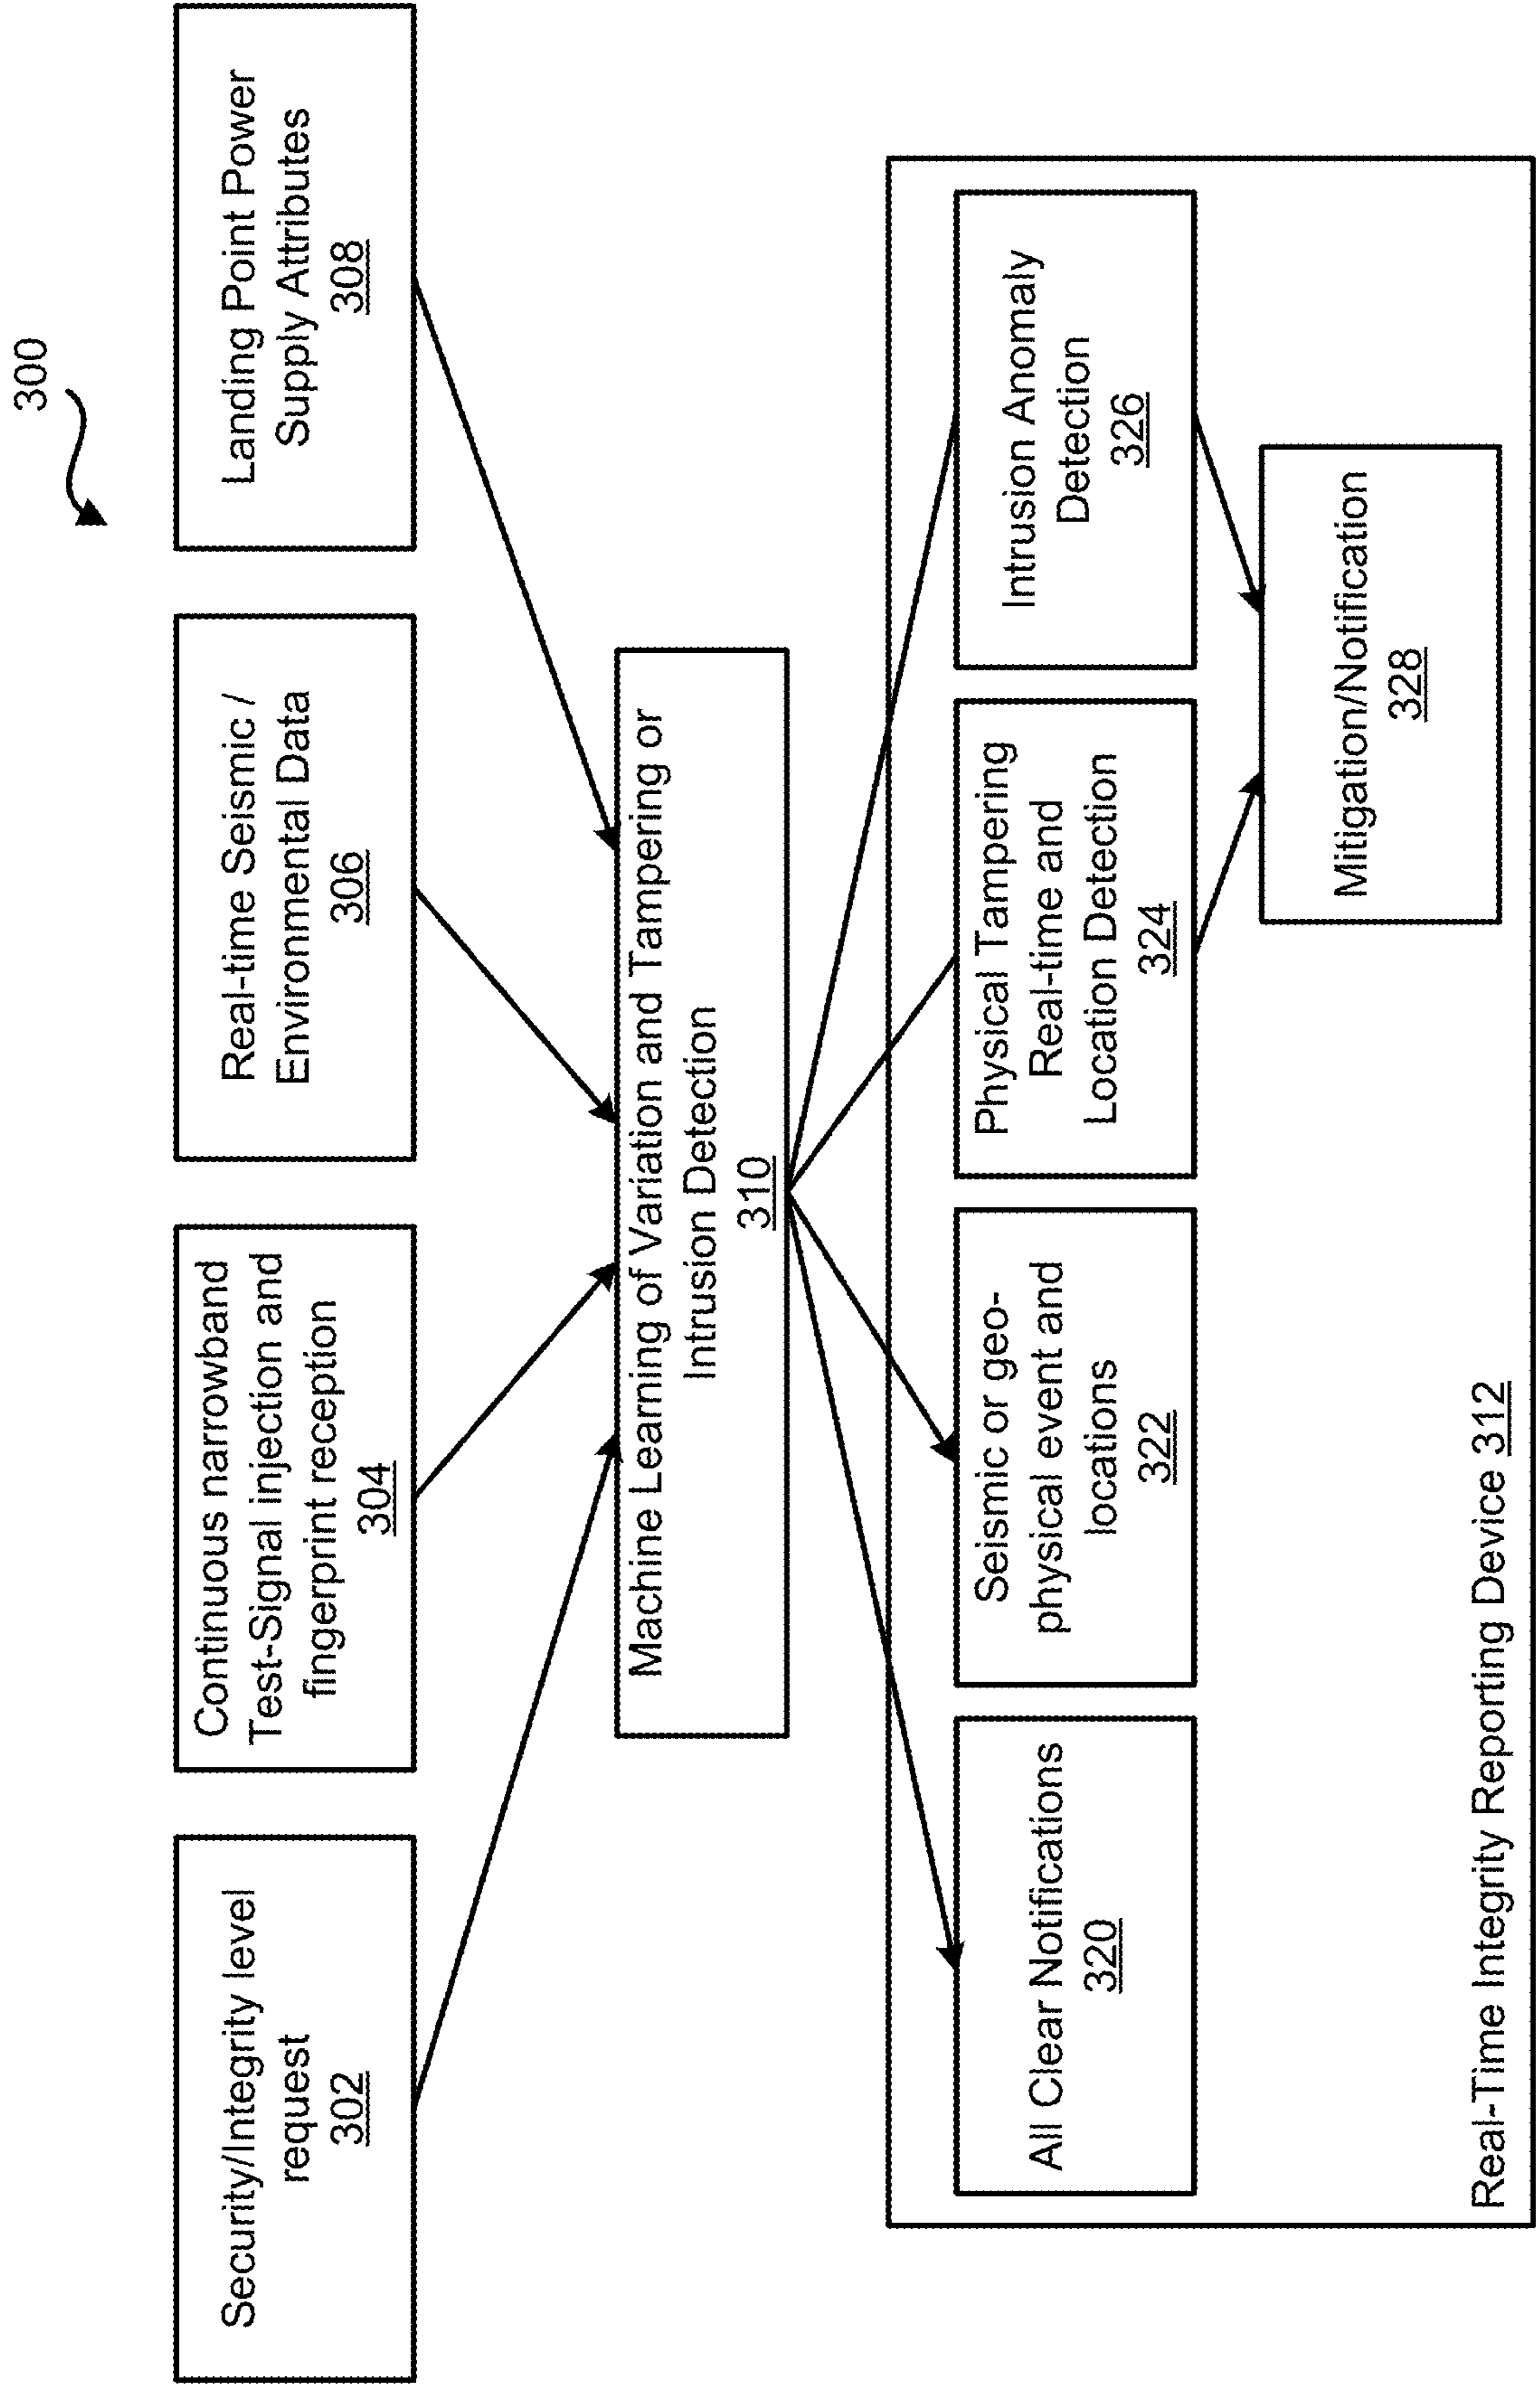 300
Security/Integrity level
request
302
Continuous narrowband
Test-Signal injection and
fingerprint reception
304
Real-time Seismic /
Environmental Data
306
Landing Point Power
Supply Attributes
308
Machine Learning of Variation and Tampering or
Intrusion Detection
310
All Clear Notifications
320
Seismic or geo-
physical event and
locations
322
Physical Tampering
Real-time and
Location Detection
324
Intrusion Anomaly
Detection
326
Mitigation/Notification
328
Real-Time Integrity Reporting Device 312